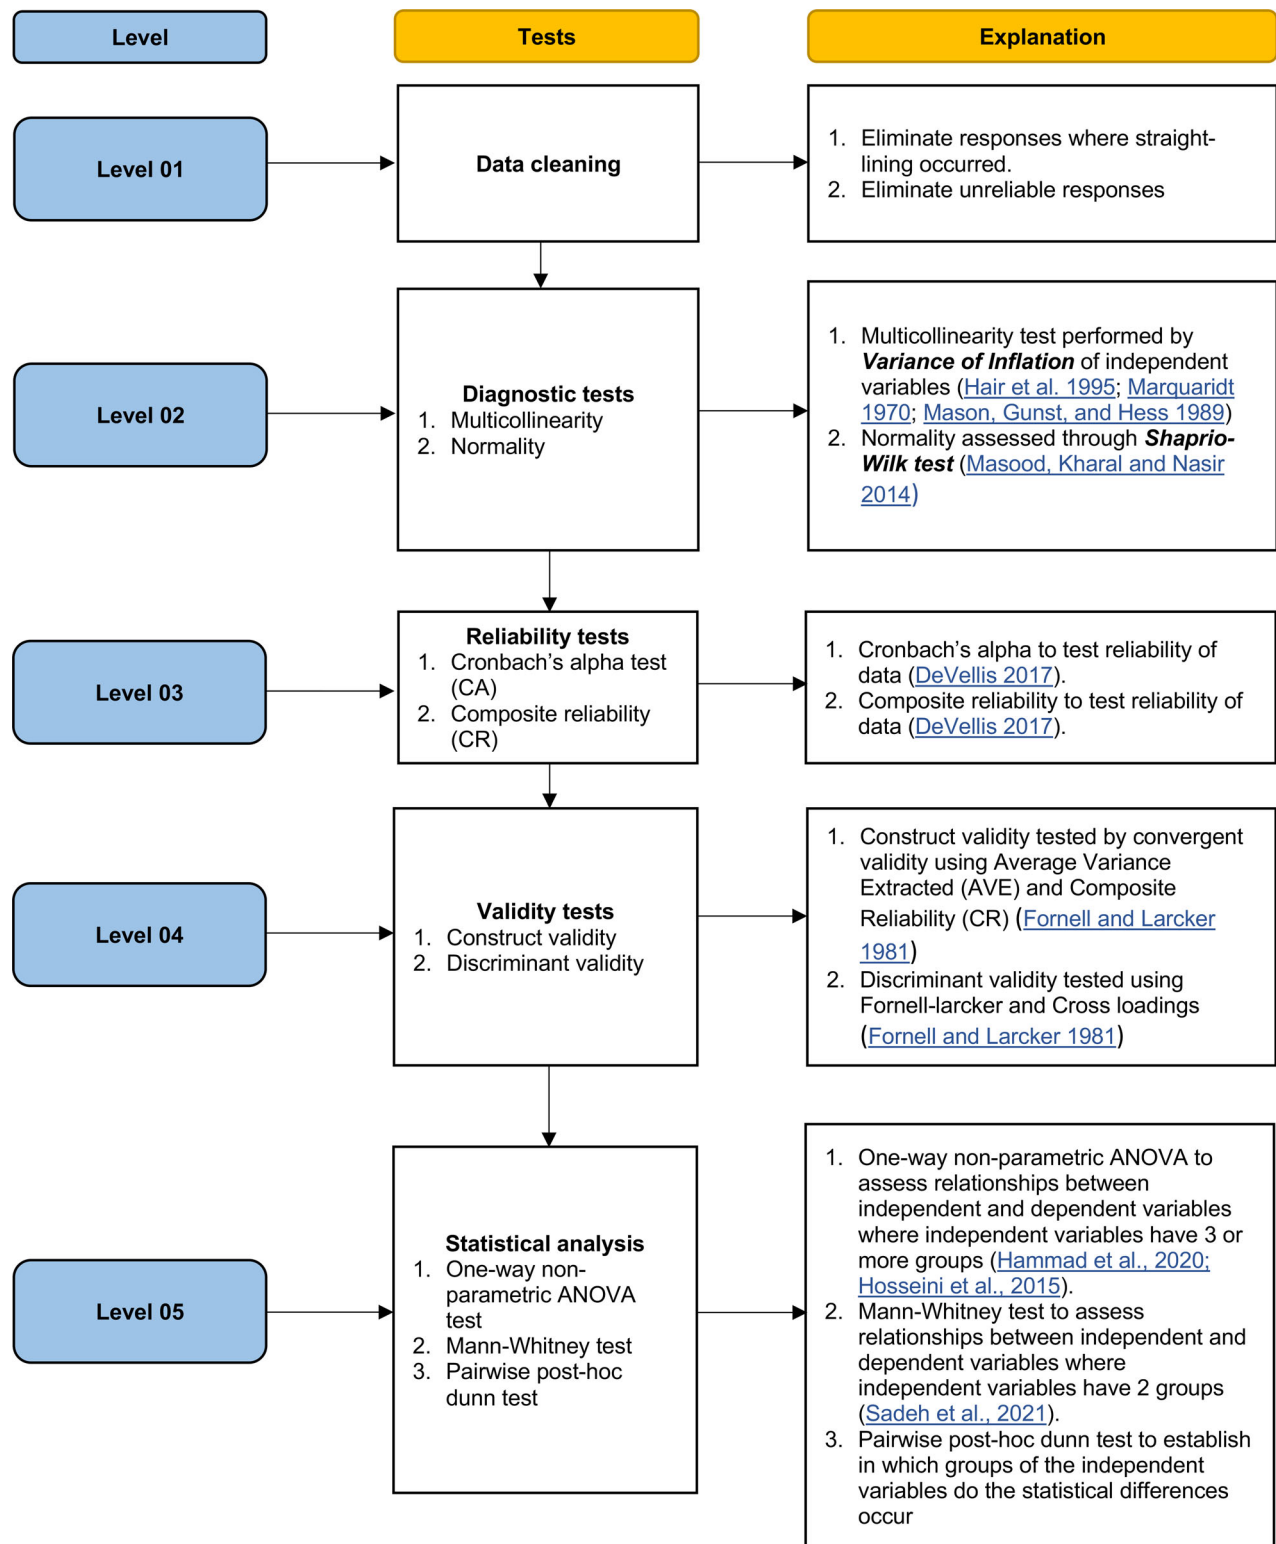 Level
Tests
Explanation
Level 01
Data cleaning
1. Eliminate responses where straight-
lining occurred.
2. Eliminate unreliable responses
Level 02
Diagnostic tests
1. Multicollinearity
2. Normality
1. Multicollinearity test performed by
Variance of Inflation of independent
variables (Hair et al. 1995; Marquaridt
1970; Mason, Gunst, and Hess 1989)
2. Normality assessed through Shaprio-
Wilk test (Masood, Kharal and Nasir
2014)
Level 03
Reliability tests
1. Cronbach’s alpha test
(CA)
2. Composite reliability
(CR)
1. Cronbach’s alpha to test reliability of
data (DeVellis 2017).
2. Composite reliability to test reliability of
data (DeVellis 2017).
Level 04
Validity tests
1. Construct validity
2. Discriminant validity
1. Construct validity tested by convergent
validity using Average Variance
Extracted (AVE) and Composite
Reliability (CR) (Fornell and Larcker
1981)
2. Discriminant validity tested using
Fornell-larcker and Cross loadings
(Fornell and Larcker 1981)
Level 05
Statistical analysis
1. One-way non-
parametric ANOVA
test
2. Mann-Whitney test
3. Pairwise post-hoc
dunn test
1. One-way non-parametric ANOVA to
assess relationships between
independent and dependent variables
where independent variables have 3 or
more groups (Hammad et al., 2020;
Hosseini et al., 2015).
2. Mann-Whitney test to assess
relationships between independent and
dependent variables where
independent variables have 2 groups
(Sadeh et al., 2021).
3. Pairwise post-hoc dunn test to establish
in which groups of the independent
variables do the statistical differences
occur